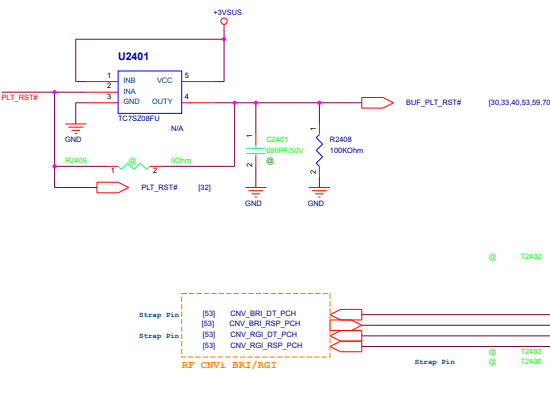 +3VSUS
U2401
1 INB VCC 5
2 INA
3 GND OUTY 4
TC7SZ08FU
N/A
PLT_RST#
GND
R2409 @ 0Ohm
1 2
PLT_RST# [32]
BUF_PLT_RST# [30,33,40,53,59,70
1
C2401
680PF/50V
@
2
GND
1
R2408
100KOhm
2
GND
@ T2402
Strap Pin [53] CNV_BRI_DT_PCH
[53] CNV_BRI_RSP_PCH
Strap Pin [53] CNV_RGI_DT_PCH
[53] CNV_RGI_RSP_PCH
RF CNVi BRI/RGI
@ T2403
Strap Pin @ T2406